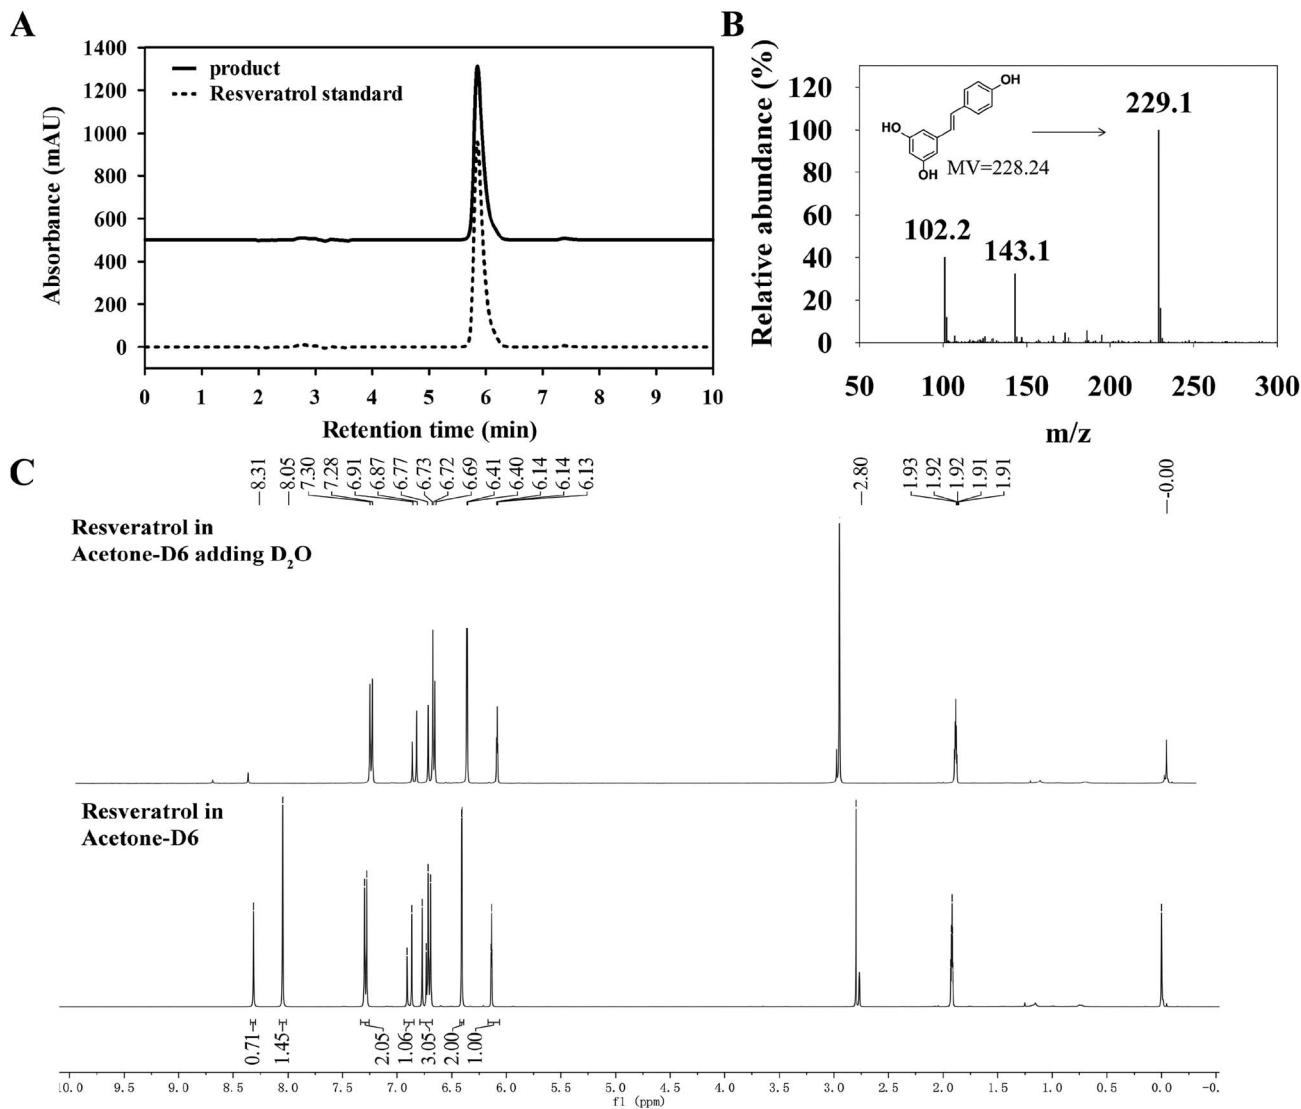 A
1400
1200
1000
800
600
400
200
0
Absorbance (mAU)
product
Resveratrol standard
0 1 2 3 4 5 6 7 8 9 10
Retention time (min)
B
120
100
80
60
40
20
0
Relative abundance (%)
OH
HO
OH
MV=228.24
229.1
102.2
143.1
50 100 150 200 250 300
m/z
C
8.31 8.05 7.30 7.28 6.91 6.87 6.77 6.73 6.72 6.69 6.41 6.40 6.14 6.14 6.13 2.80 1.93 1.92 1.92 1.91 1.91 -0.00
Resveratrol in
Acetone-D6 adding D₂O
Resveratrol in
Acetone-D6
0.71 1.45 2.05 1.06 3.05 2.00 1.00
10.0 9.5 9.0 8.5 8.0 7.5 7.0 6.5 6.0 5.5 5.0 4.5 4.0 3.5 3.0 2.5 2.0 1.5 1.0 0.5 0.0 -0.
f1 (ppm)